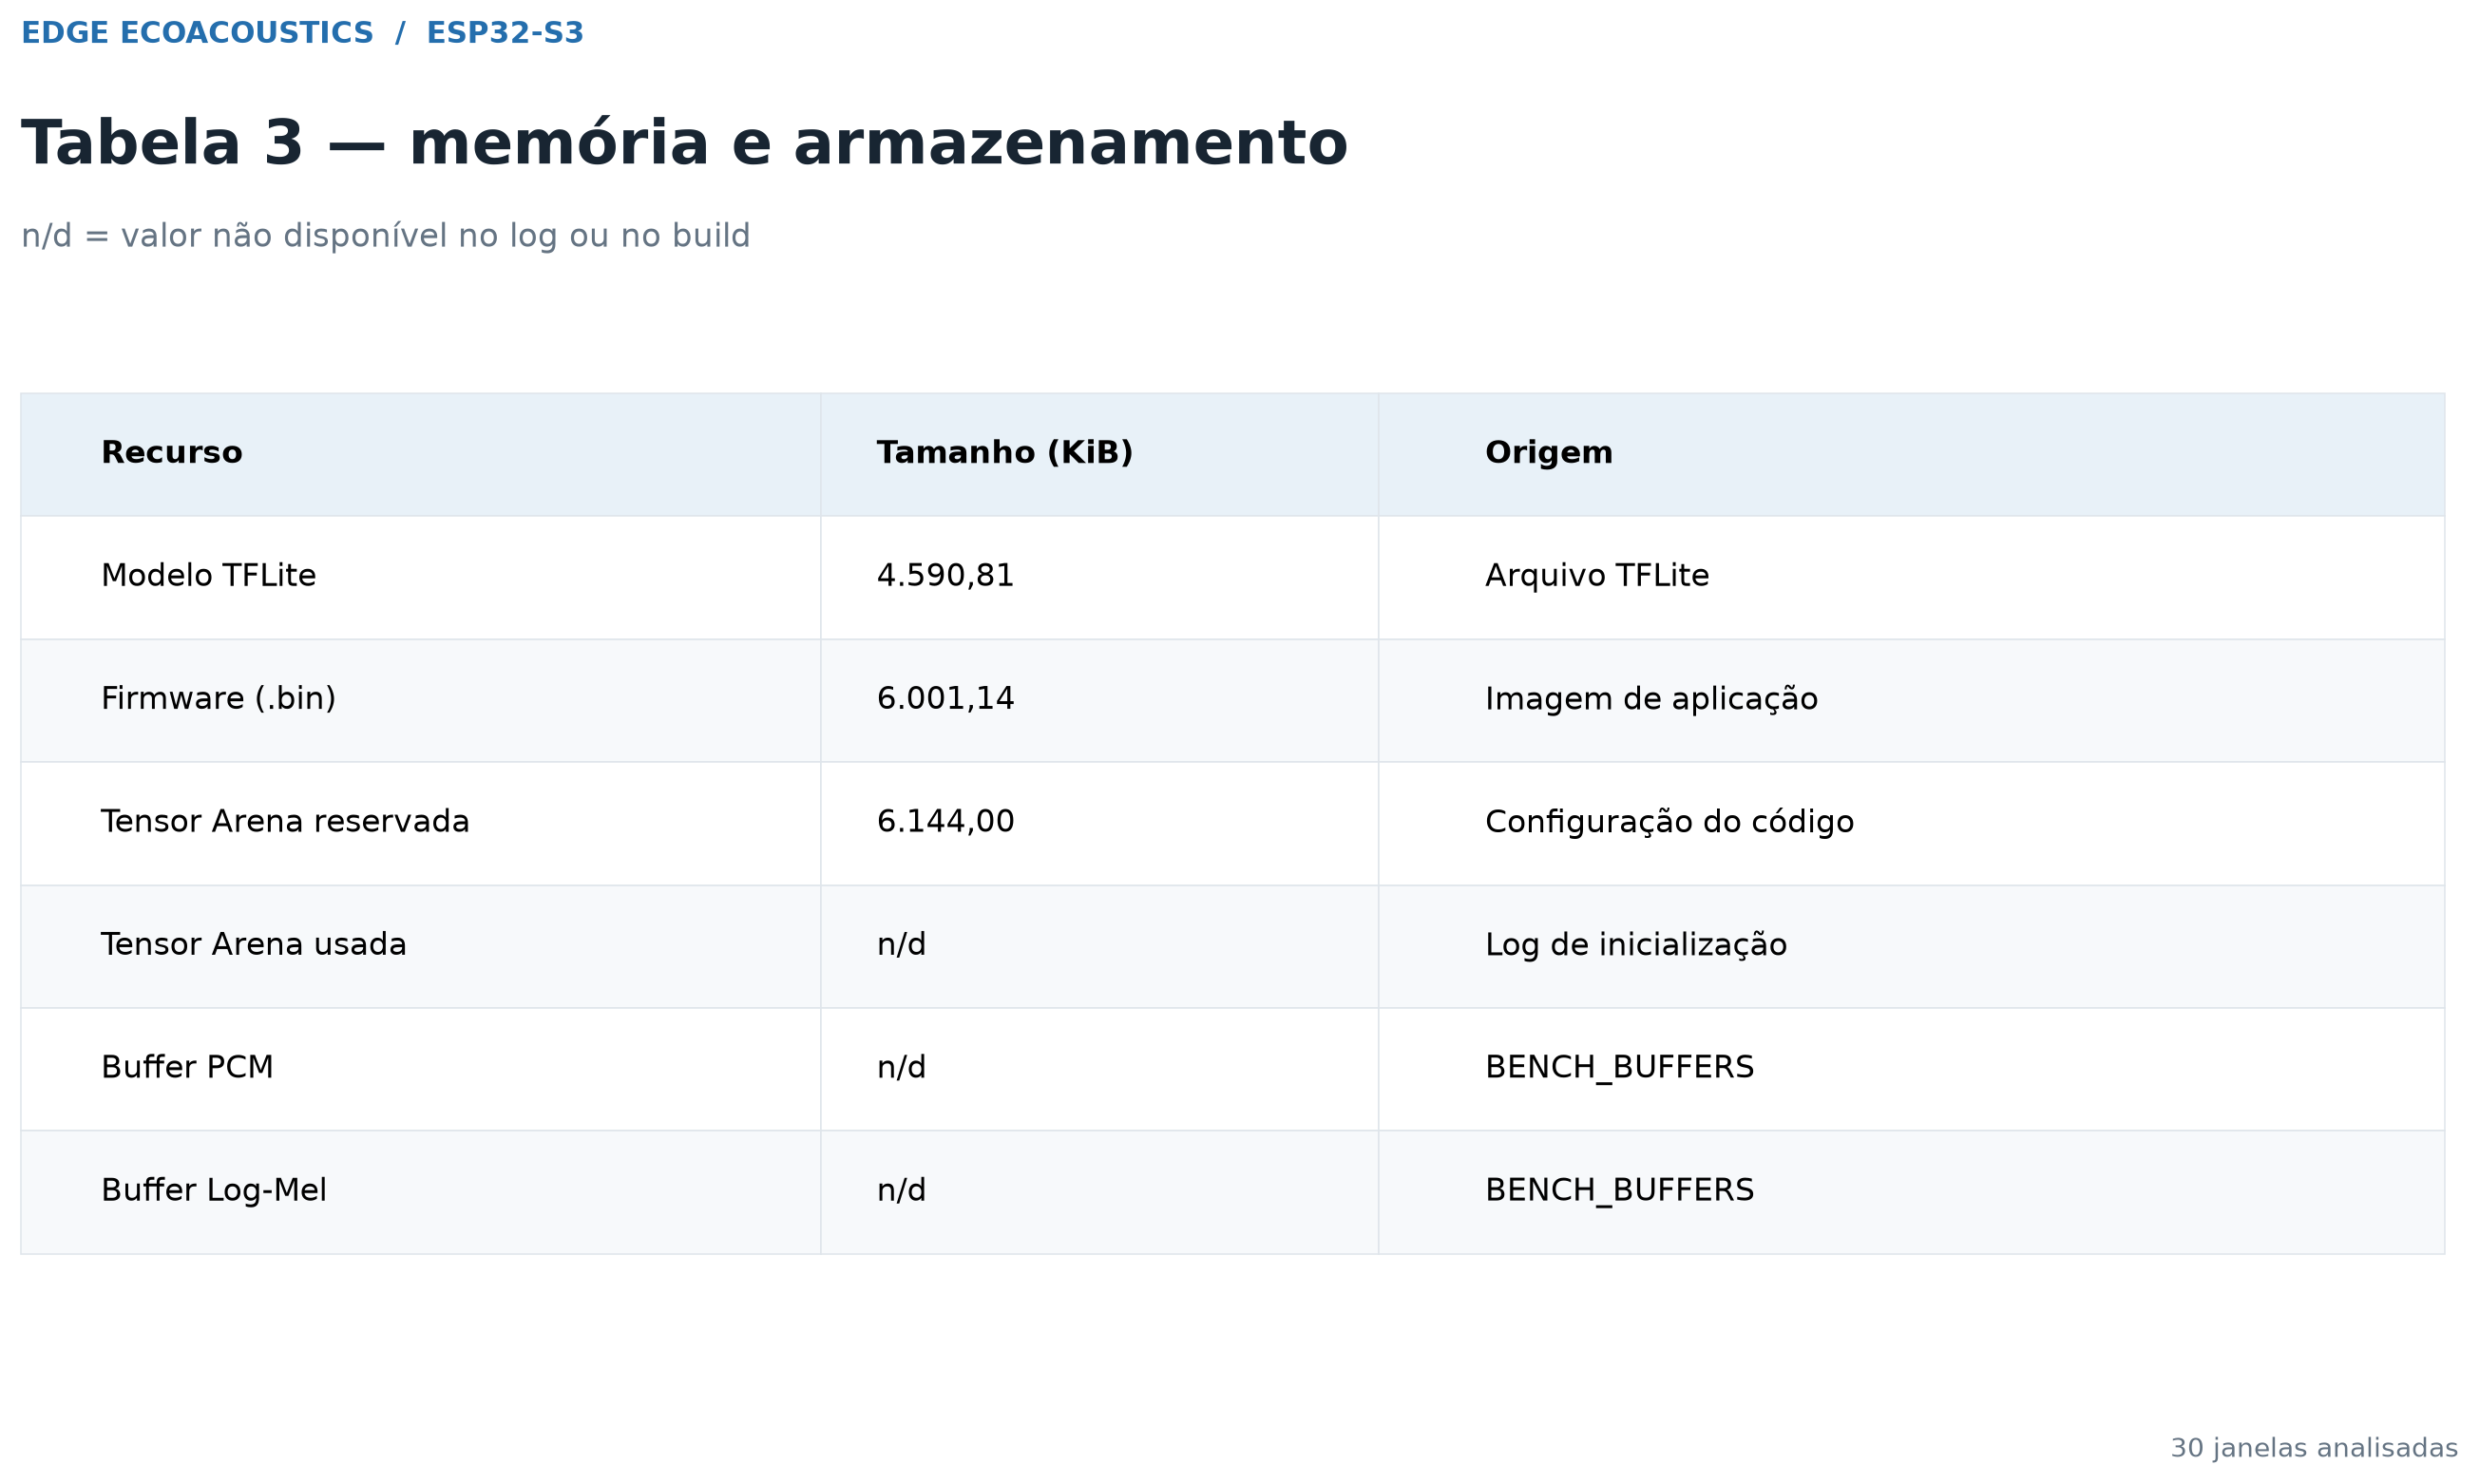 EDGE ECOACOUSTICS / ESP32-S3
Tabela 3 — memória e armazenamento
n/d = valor não disponível no log ou no build
Recurso Tamanho (KiB) Origem
Modelo TFLite 4.590,81 Arquivo TFLite
Firmware (.bin) 6.001,14 Imagem de aplicação
Tensor Arena reservada 6.144,00 Configuração do código
Tensor Arena usada n/d Log de inicialização
Buffer PCM n/d BENCH_BUFFERS
Buffer Log-Mel n/d BENCH_BUFFERS
30 janelas analisadas